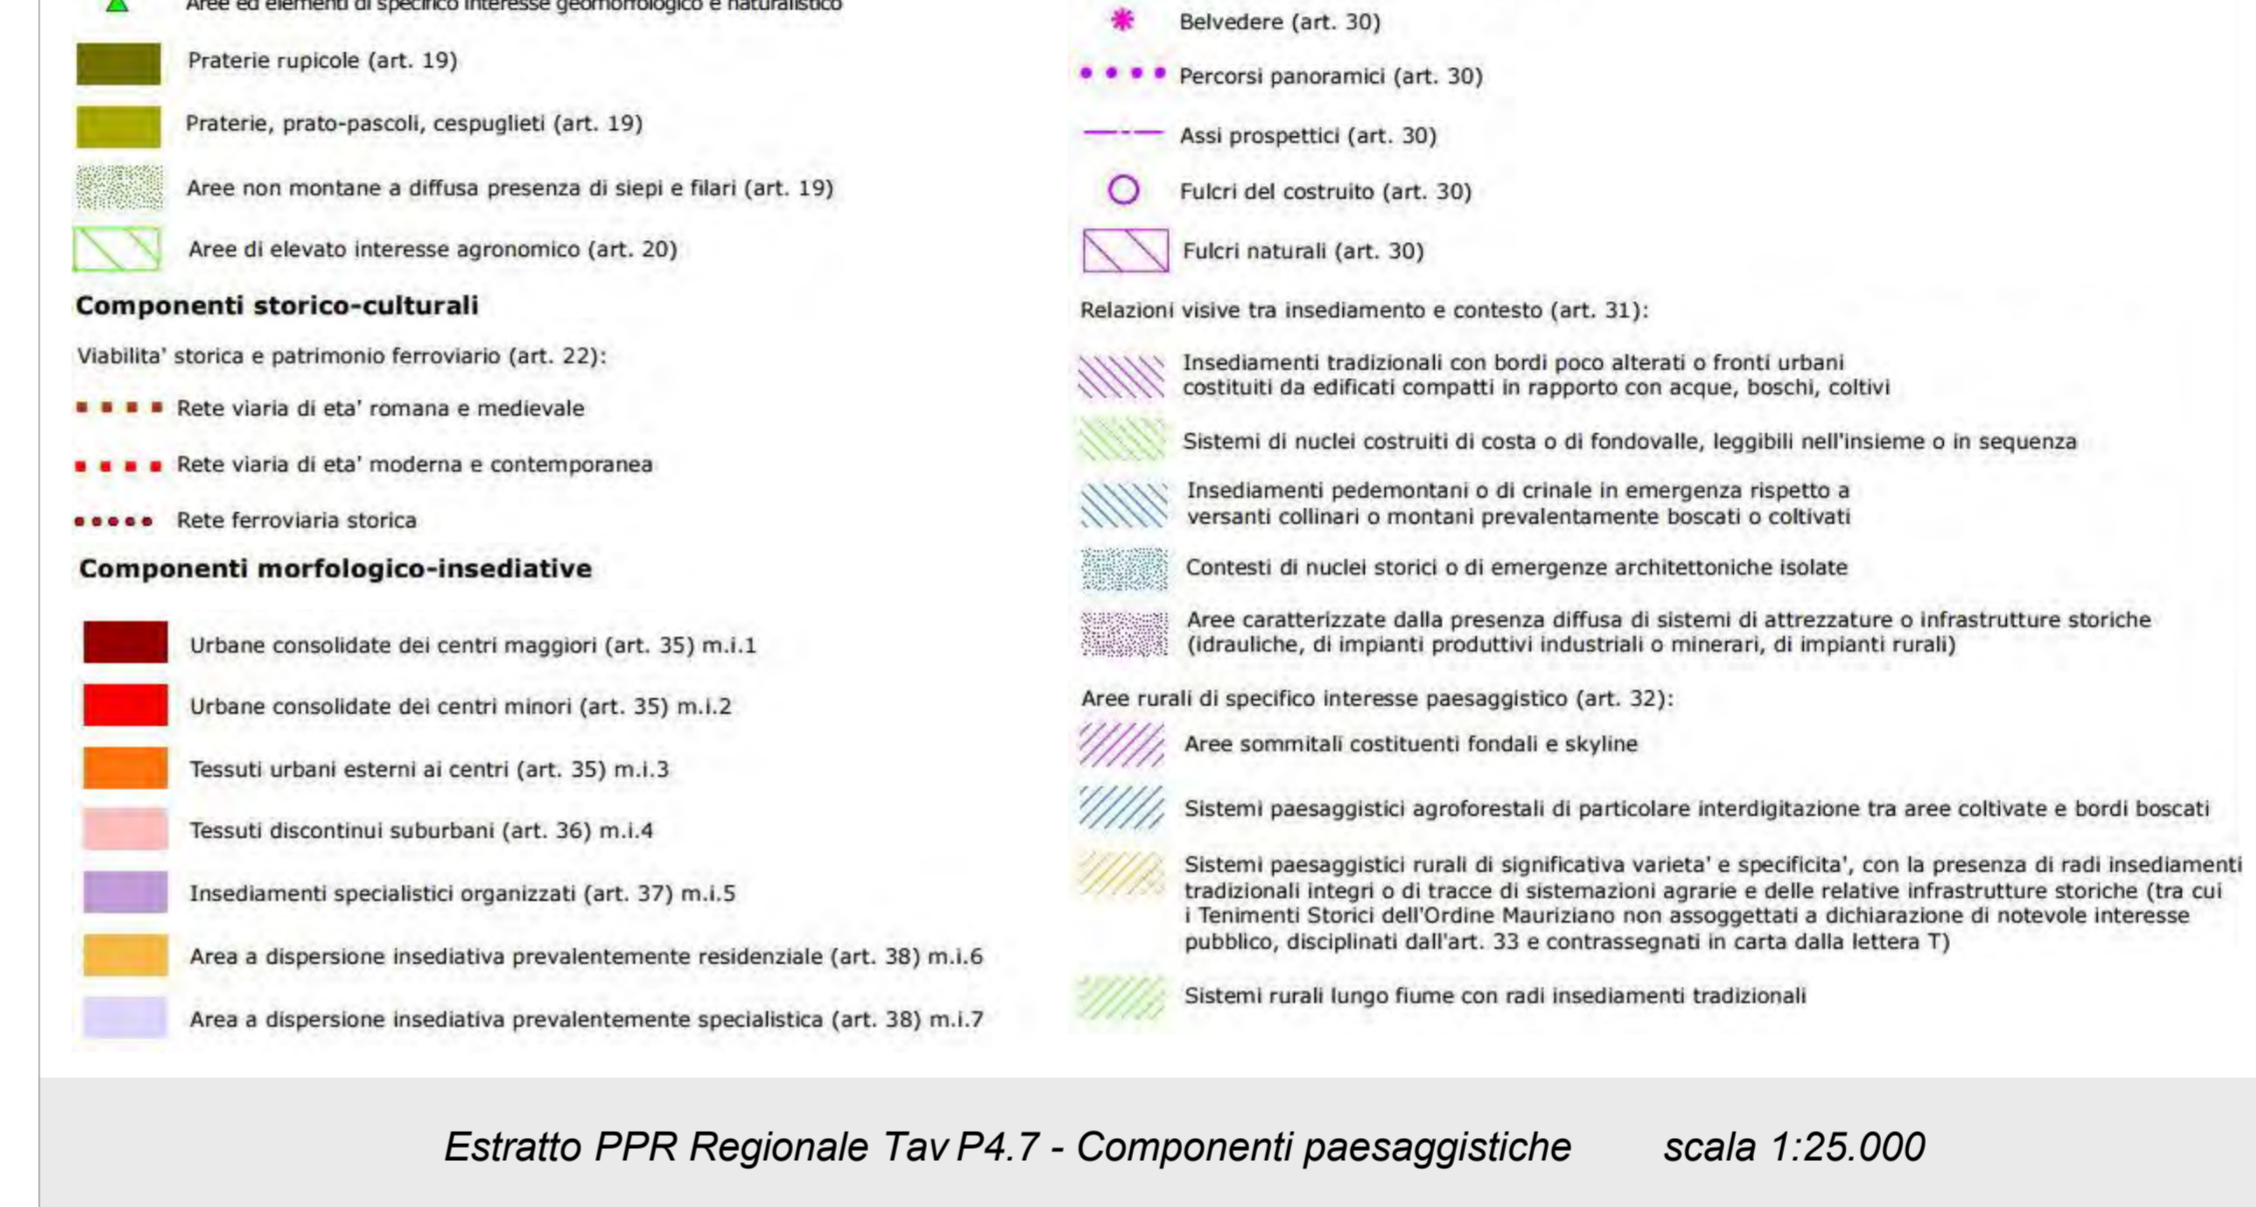 Aree ed elementi di specifico interesse geomorfologico e naturalistico
Praterie rupicole (art. 19)
Praterie, prato-pascoli, cespuglieti (art. 19)
Aree non montane a diffusa presenza di siepi e filari (art. 19)
Aree di elevato interesse agronomico (art. 20)
Componenti storico-culturali
Viabilita' storica e patrimonio ferroviario (art. 22):
Rete viaria di eta' romana e medievale
Rete viaria di eta' moderna e contemporanea
Rete ferroviaria storica
Componenti morfologico-insediative
Urbane consolidate dei centri maggiori (art. 35) m.i.1
Urbane consolidate dei centri minori (art. 35) m.i.2
Tessuti urbani esterni ai centri (art. 35) m.i.3
Tessuti discontinui suburbani (art. 36) m.i.4
Insediamenti specialistici organizzati (art. 37) m.i.5
Area a dispersione insediativa prevalentemente residenziale (art. 38) m.i.6
Area a dispersione insediativa prevalentemente specialistica (art. 38) m.i.7
Belvedere (art. 30)
Percorsi panoramici (art. 30)
Assi prospettici (art. 30)
Fulcri del costruito (art. 30)
Fulcri naturali (art. 30)
Relazioni visive tra insediamento e contesto (art. 31):
Insediamenti tradizionali con bordi poco alterati o fronti urbani
costituiti da edificati compatti in rapporto con acque, boschi, coltivi
Sistemi di nuclei costruiti di costa o di fondovalle, leggibili nell'insieme o in sequenza
Insediamenti pedemontani o di crinale in emergenza rispetto a
versanti collinari o montani prevalentemente boscati o coltivati
Contesti di nuclei storici o di emergenze architettoniche isolate
Aree caratterizzate dalla presenza diffusa di sistemi di attrezzature o infrastrutture storiche
(idrauliche, di impianti produttivi industriali o minerari, di impianti rurali)
Aree rurali di specifico interesse paesaggistico (art. 32):
Aree sommitali costituenti fondali e skyline
Sistemi paesaggistici agroforestali di particolare interdigitazione tra aree coltivate e bordi boscati
Sistemi paesaggistici rurali di significativa varieta' e specificita', con la presenza di radi insediamenti
tradizionali integri o di tracce di sistemazioni agrarie e delle relative infrastrutture storiche (tra cui
i Tenimenti Storici dell'Ordine Mauriziano non assoggettati a dichiarazione di notevole interesse
pubblico, disciplinati dall'art. 33 e contrassegnati in carta dalla lettera T)
Sistemi rurali lungo fiume con radi insediamenti tradizionali
Estratto PPR Regionale Tav P4.7 - Componenti paesaggistiche scala 1:25.000